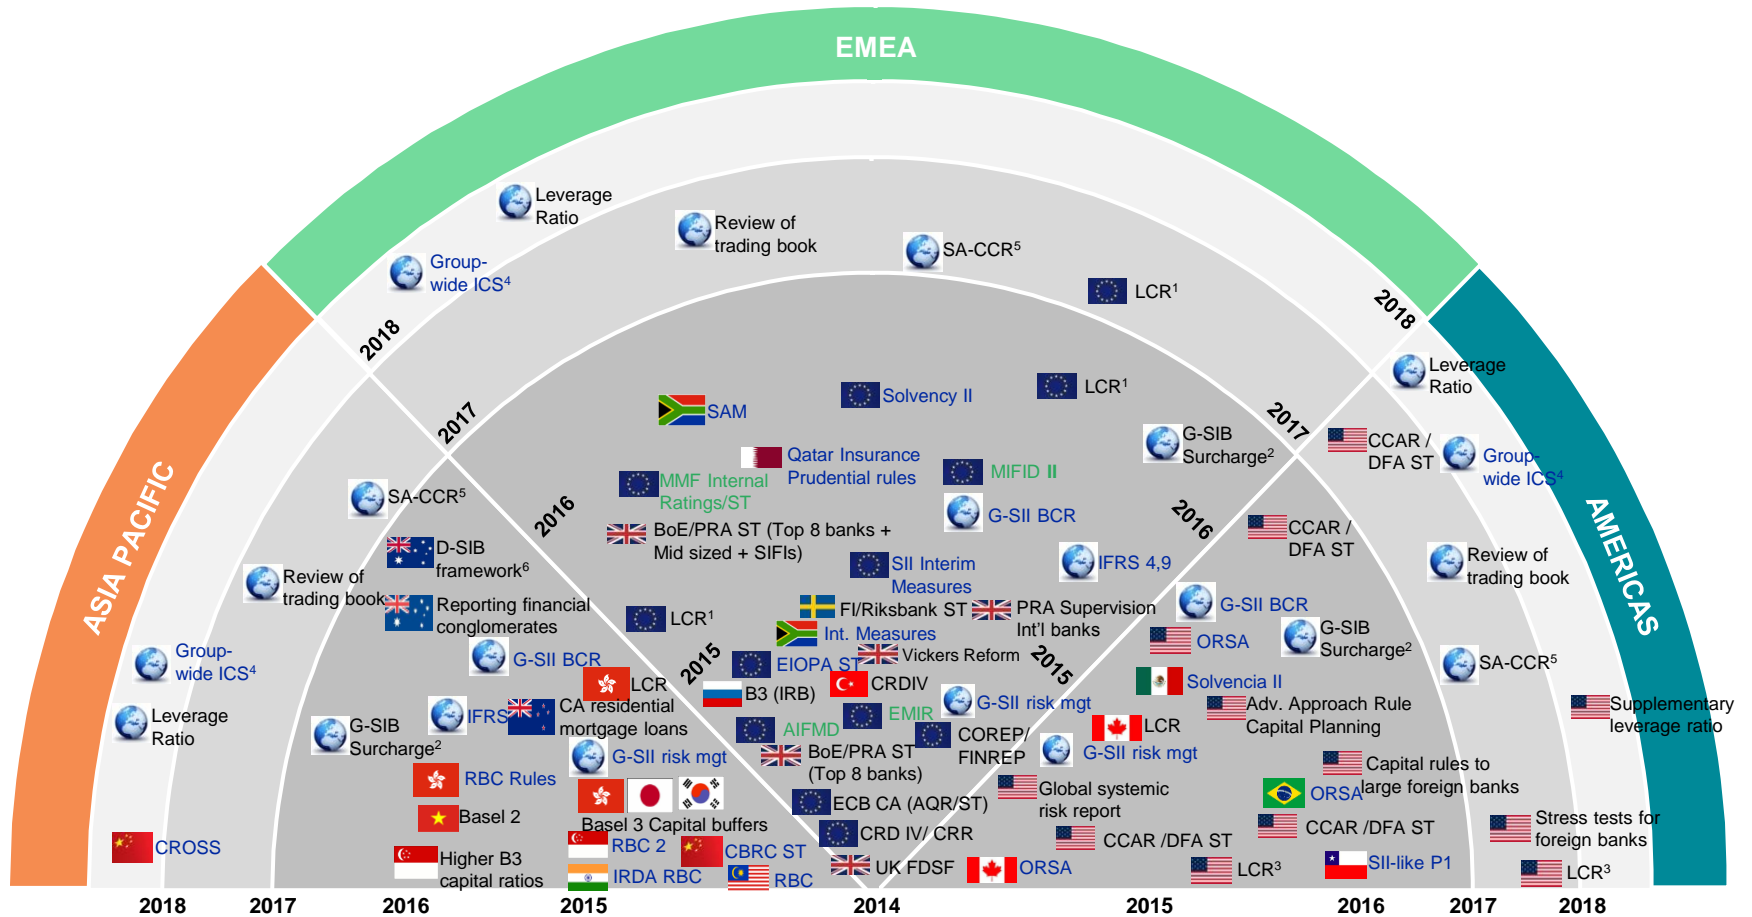 EMEA
Leverage
Ratio
Review of
trading book
SA-CCR⁵
Group-
wide ICS⁴
LCR¹
2018
2018
ASIA PACIFIC
AMERICAS
2017
2017
2016
2016
2015
2015
SAM
Solvency II
LCR¹
G-SIB
Surcharge²
Qatar Insurance
Prudential rules
MMF Internal
Ratings/ST
MIFID II
G-SII BCR
BoE/PRA ST (Top 8 banks +
Mid sized + SIFIs)
SII Interim
Measures
IFRS 4,9
LCR¹
FI/Riksbank ST
PRA Supervision
Int'l banks
Int. Measures
Vickers Reform
EIOPA ST
B3 (IRB)
CRDIV
G-SII risk mgt
AIFMD
EMIR
COREP/
FINREP
BoE/PRA ST
(Top 8 banks)
ECB CA (AQR/ST)
CRD IV/ CRR
UK FDSF
SA-CCR⁵
D-SIB
framework⁶
Review of
trading book
Reporting financial
conglomerates
Group-
wide ICS⁴
G-SII BCR
LCR
Leverage
Ratio
G-SIB
Surcharge²
IFRS
CA residential
mortgage loans
G-SII risk mgt
RBC Rules
Basel 2
Basel 3 Capital buffers
CROSS
Higher B3
capital ratios
RBC 2
CBRC ST
IRDA RBC
RBC
Leverage
Ratio
CCAR /
DFA ST
Group-
wide ICS⁴
CCAR /
DFA ST
Review of
trading book
G-SII BCR
ORSA
G-SIB
Surcharge²
SA-CCR⁵
Solvencia II
Adv. Approach Rule
Capital Planning
Supplementary
leverage ratio
LCR
G-SII risk mgt
Capital rules to
large foreign banks
Global systemic
risk report
ORSA
CCAR /DFA ST
CCAR /DFA ST
Stress tests for
foreign banks
ORSA
LCR³
SII-like P1
LCR³
2018
2017
2016
2015
2014
2015
2016
2017
2018